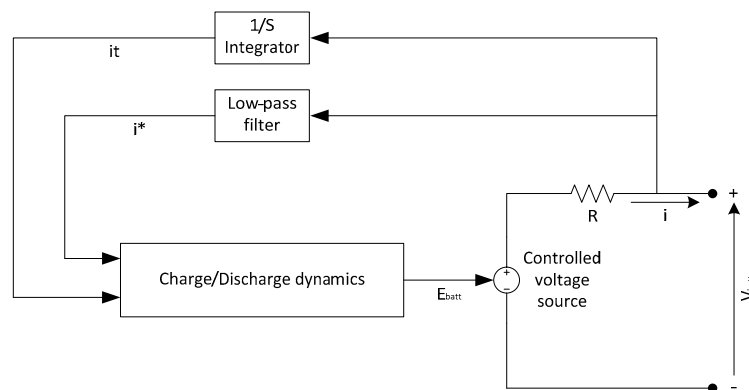 1/S
Integrator
it
Low-pass
filter
i*
+
R
i
Controlled
voltage
source
Charge/Discharge dynamics
Ebatt
+
-
-